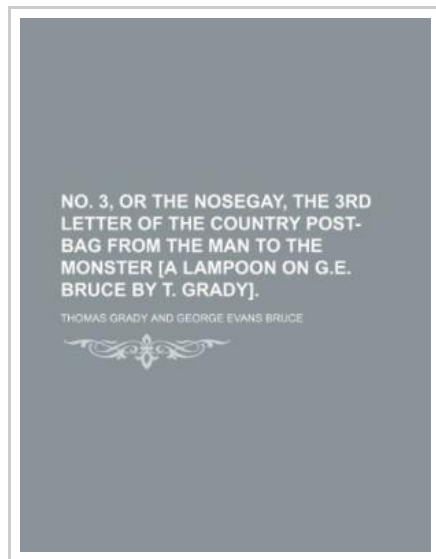 NO. 3, OR THE NOSEGAY, THE 3RD
LETTER OF THE COUNTRY POST-
BAG FROM THE MAN TO THE
MONSTER [A LAMPOON ON G.E.
BRUCE BY T. GRADY].
THOMAS GRADY AND GEORGE EVANS BRUCE